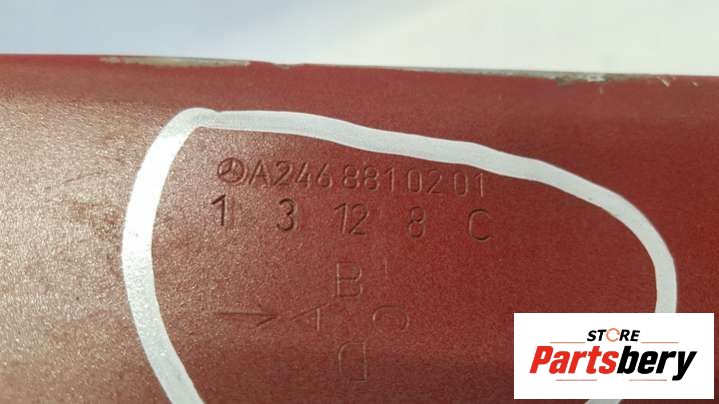 A246 881 02 01
1 3 12 8 C
B
A C
D
STORE
Partsbery